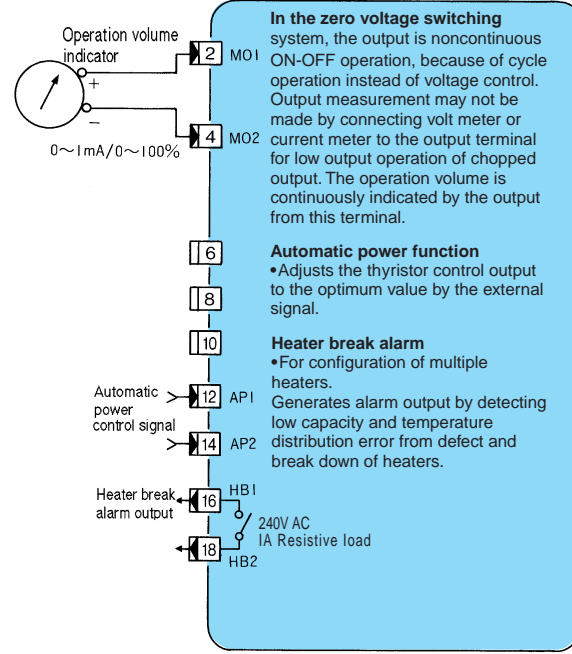 Operation volume
indicator
+
−
0～1mA/0～100%
2 MO1
4 MO2
6
8
10
Automatic
power
control signal
12 AP1
14 AP2
Heater break
alarm output
16 HB1
18 HB2
240V AC
1A Resistive load
In the zero voltage switching
system, the output is noncontinuous
ON-OFF operation, because of cycle
operation instead of voltage control.
Output measurement may not be
made by connecting volt meter or
current meter to the output terminal
for low output operation of chopped
output. The operation volume is
continuously indicated by the output
from this terminal.
Automatic power function
•Adjusts the thyristor control output
to the optimum value by the external
signal.
Heater break alarm
•For configuration of multiple
heaters.
Generates alarm output by detecting
low capacity and temperature
distribution error from defect and
break down of heaters.